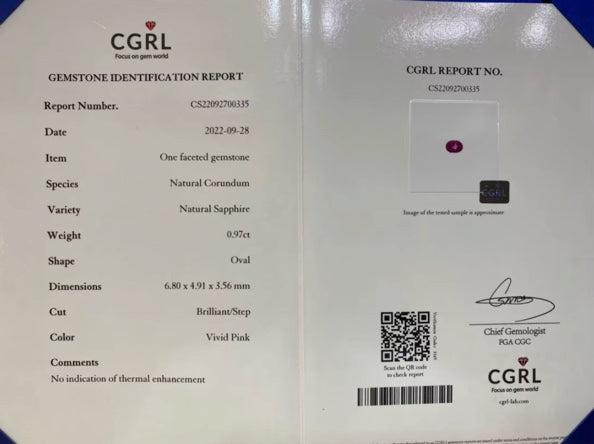 CGRL
Focus on gem world
GEMSTONE IDENTIFICATION REPORT
Report Number. CS22092700335
Date 2022-09-28
Item One faceted gemstone
Species Natural Corundum
Variety Natural Sapphire
Weight 0.97ct
Shape Oval
Dimensions 6.80 x 4.91 x 3.56 mm
Cut Brilliant/Step
Color Vivid Pink
Comments
No indication of thermal enhancement
CGRL REPORT NO.
CS22092700335
CGRL
Image of the tested sample is approximate
Scan the QR code
to check report
Chief Gemologist
FGA CGC
CGRL
Focus on gem world
cgrl-lab.com